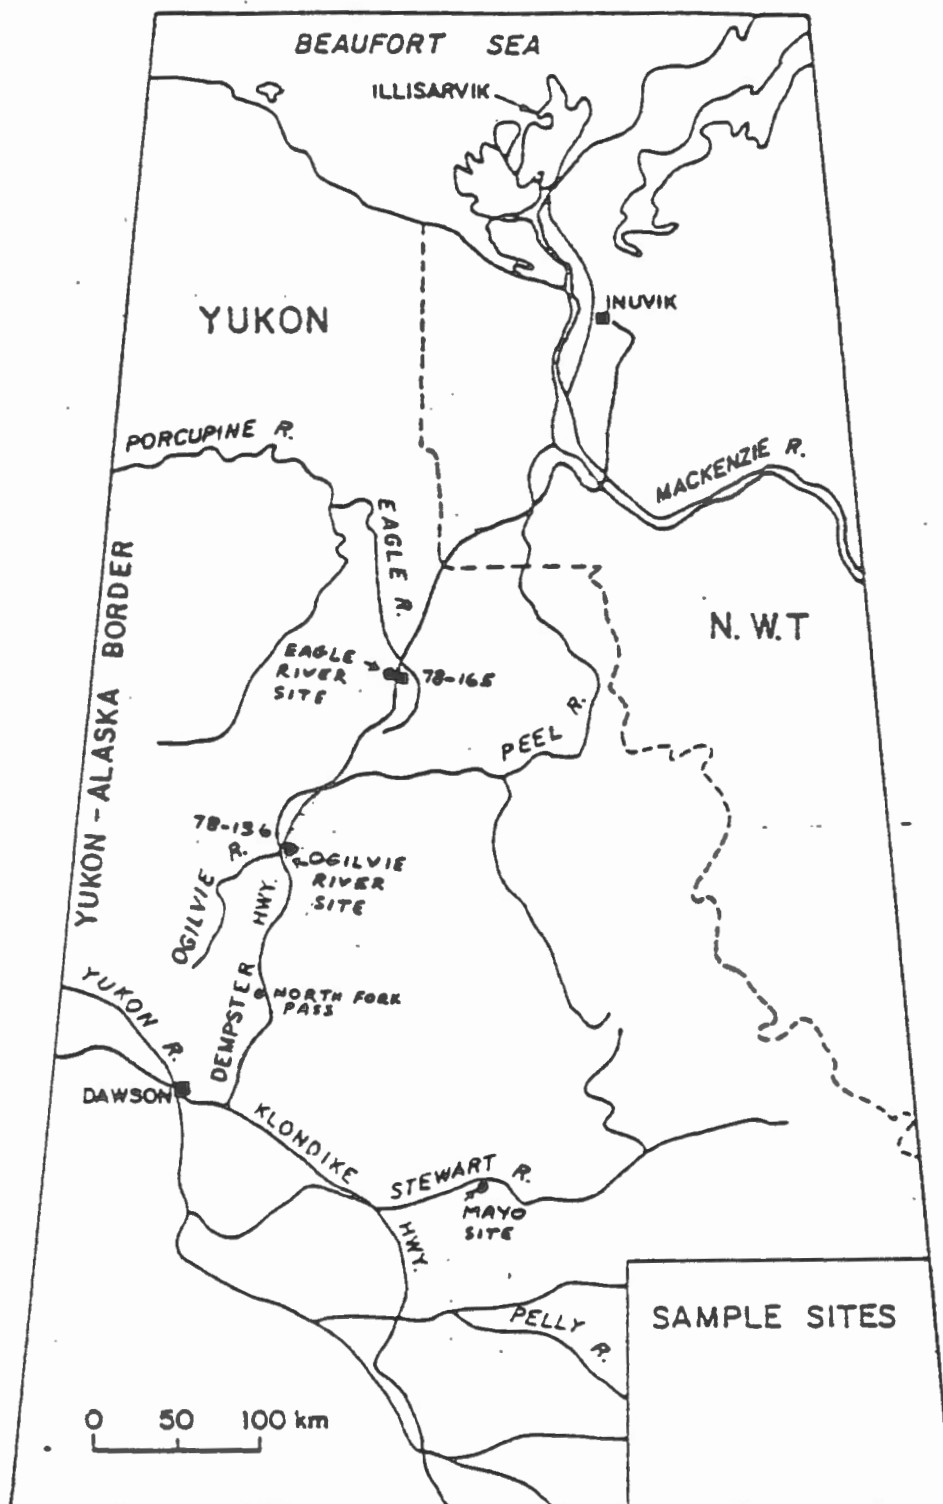 BEAUFORT SEA
ILLISARVIK
INUVIK
YUKON
PORCUPINE R.
MACKENZIE R.
EAGLE R.
YUKON-ALASKA BORDER
N.W.T
EAGLE
RIVER
SITE
78-165
PEEL R.
78-136
OGILVIE R.
OGILVIE
RIVER
SITE
DEMPSTER HWY.
NORTH FORK
PASS
YUKON R.
DAWSON
KLONDIKE HWY.
STEWART R.
MAYO
SITE
PELLY R.
SAMPLE SITES
0 50 100 km